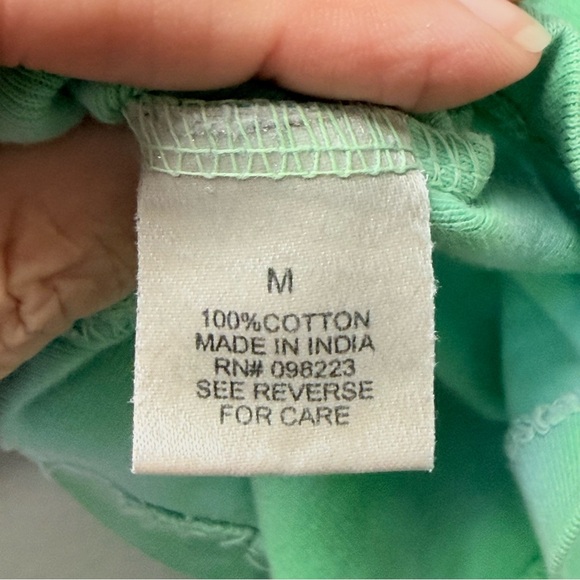 M
100%COTTON
MADE IN INDIA
RN# 098223
SEE REVERSE
FOR CARE